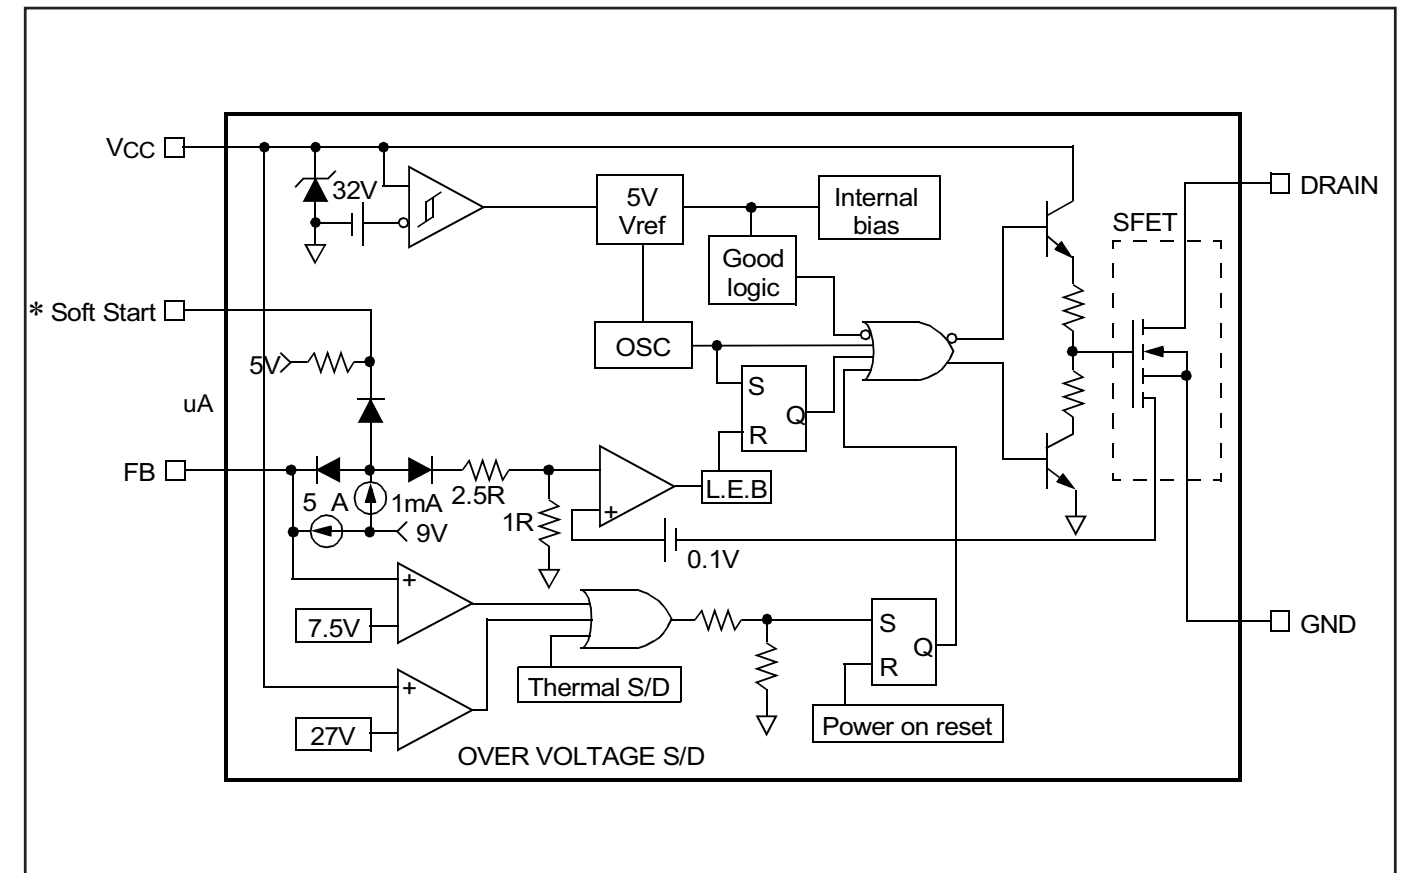 VCC
32V
5V
Vref
Internal
bias
DRAIN
SFET
Good
logic
* Soft Start
5V
OSC
uA
S
Q
R
FB
5 A
1mA
2.5R
L.E.B
9V
1R
+
0.1V
+
7.5V
S
Q
R
GND
Thermal S/D
+
27V
Power on reset
OVER VOLTAGE S/D